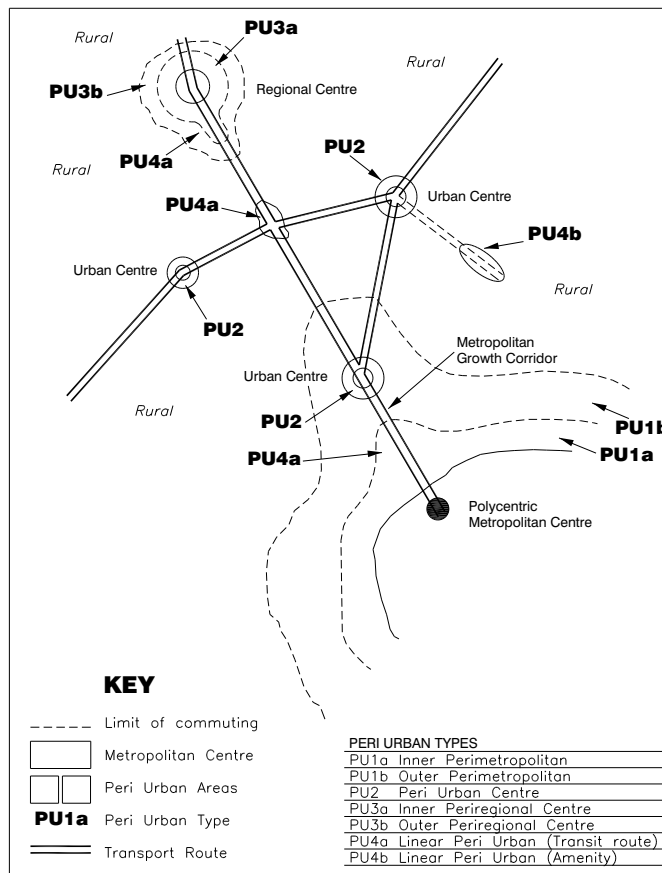 Rural
PU3a
Rural
PU3b
Regional Centre
PU4a
PU2
Rural
PU4a
Urban Centre
PU4b
Urban Centre
Rural
PU2
Metropolitan
Growth Corridor
Urban Centre
Rural
PU2
PU1b
PU4a
PU1a
Polycentric
Metropolitan Centre
KEY
Limit of commuting
Metropolitan Centre
Peri Urban Areas
PU1a Peri Urban Type
Transport Route
PERI URBAN TYPES
PU1a Inner Perimetropolitan
PU1b Outer Perimetropolitan
PU2 Peri Urban Centre
PU3a Inner Periregional Centre
PU3b Outer Periregional Centre
PU4a Linear Peri Urban (Transit route)
PU4b Linear Peri Urban (Amenity)